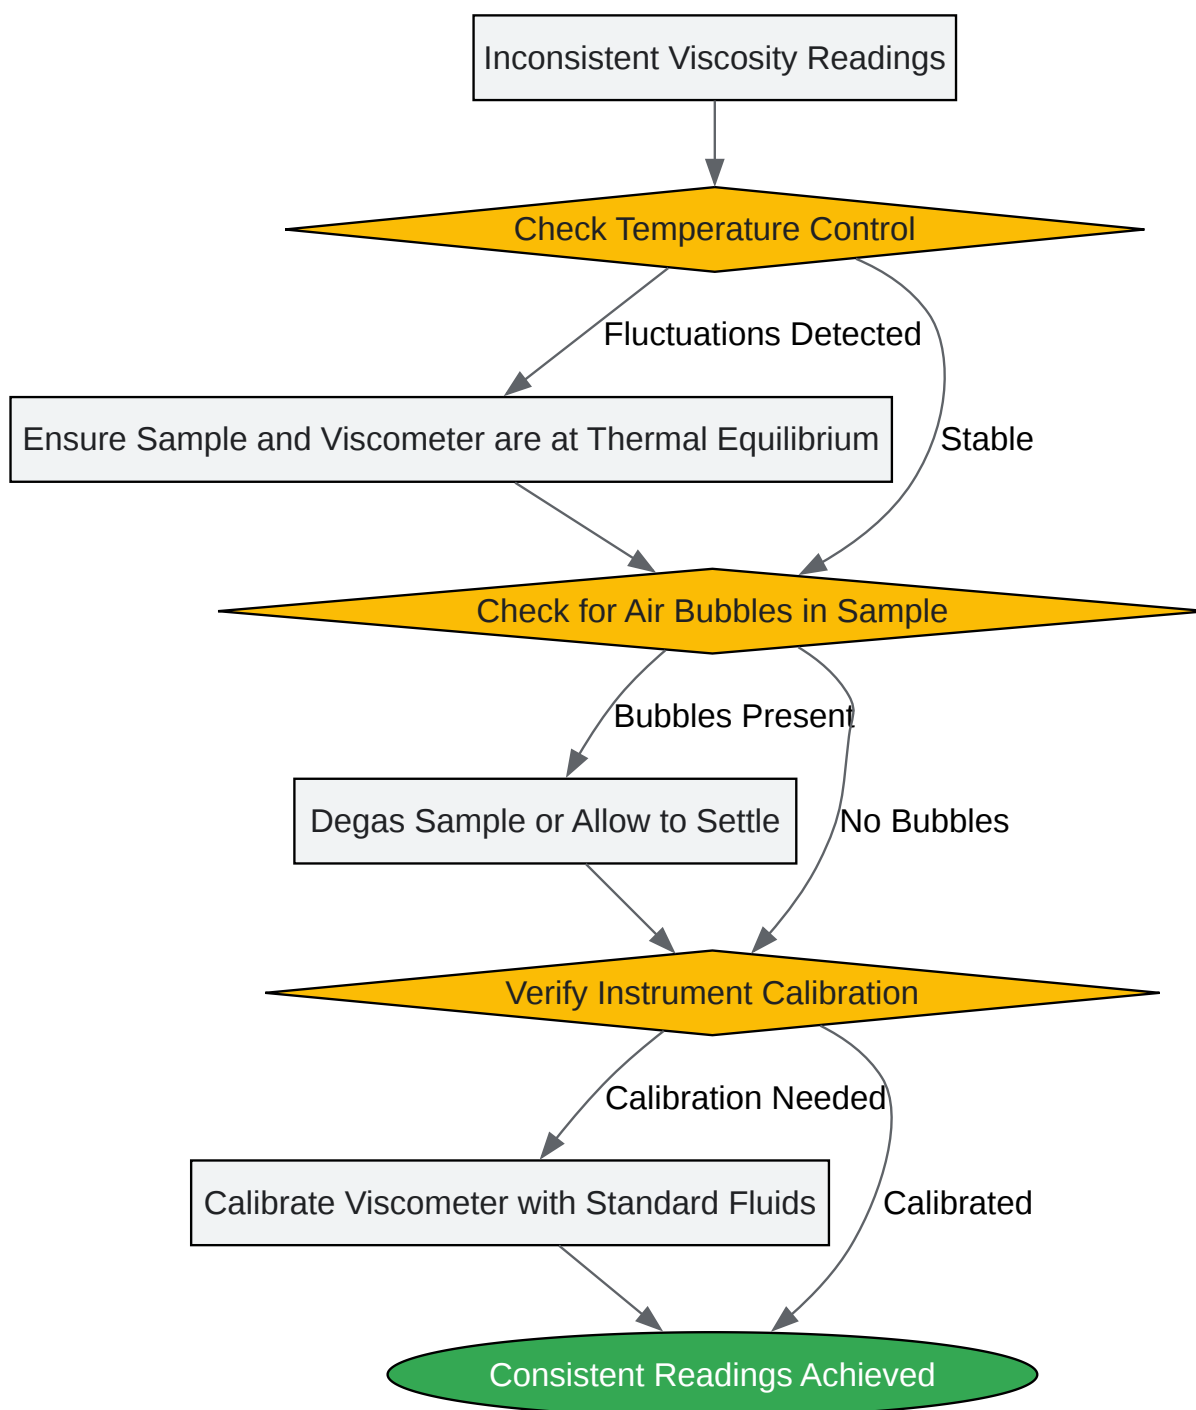 Inconsistent Viscosity Readings
Check Temperature Control
Fluctuations Detected
Ensure Sample and Viscometer are at Thermal Equilibrium
Stable
Check for Air Bubbles in Sample
Bubbles Present
Degas Sample or Allow to Settle
No Bubbles
Verify Instrument Calibration
Calibration Needed
Calibrate Viscometer with Standard Fluids
Calibrated
Consistent Readings Achieved